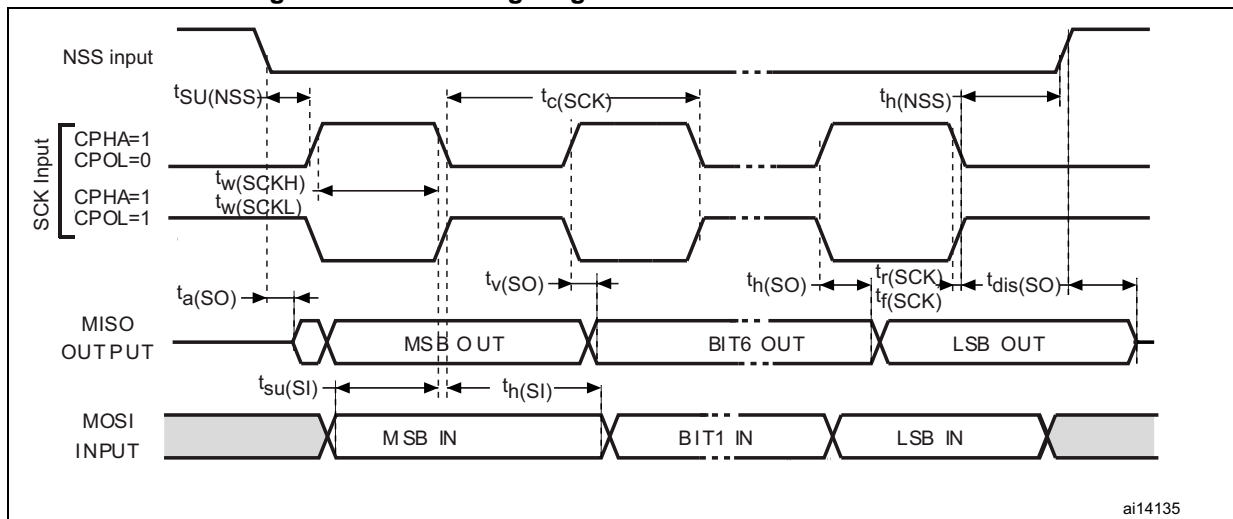 NSS input
tSU(NSS)
tc(SCK)
th(NSS)
SCK Input
CPHA=1
CPOL=0
CPHA=1
CPOL=1
tw(SCKH)
tw(SCKL)
ta(SO)
tv(SO)
th(SO)
tr(SCK)
tf(SCK)
tdis(SO)
MISO
OUTPUT
MSB OUT
BIT6 OUT
LSB OUT
tsu(SI)
th(SI)
MOSI
INPUT
MSB IN
BIT1 IN
LSB IN
ai14135